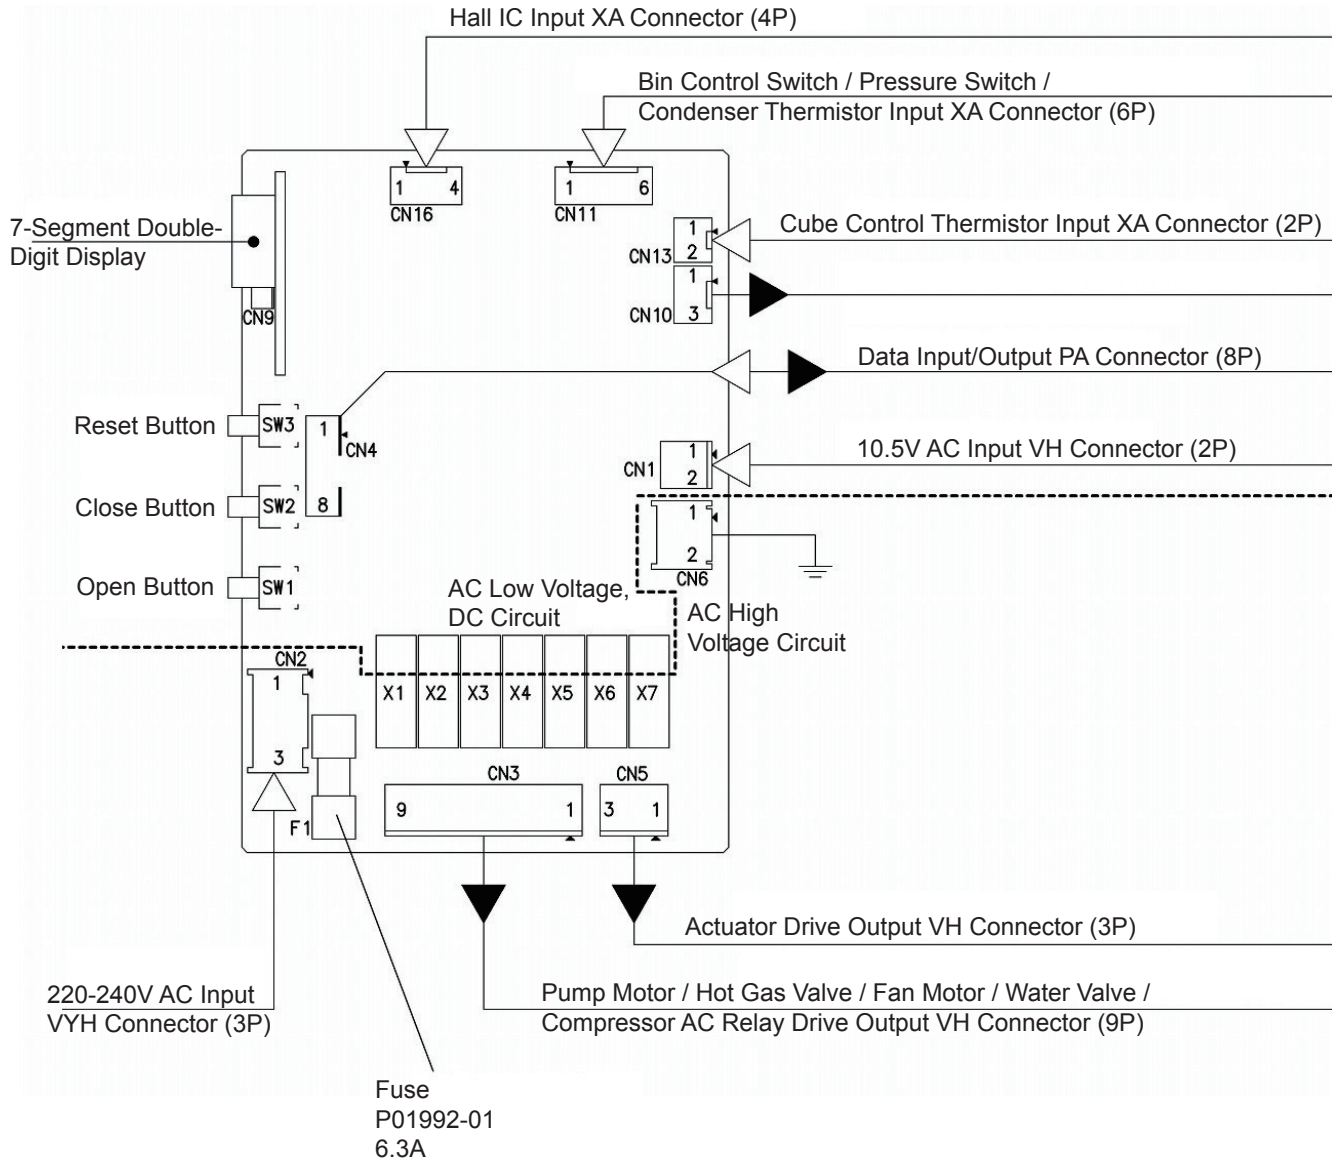 Hall IC Input XA Connector (4P)
Bin Control Switch / Pressure Switch /
Condenser Thermistor Input XA Connector (6P)
1 4
CN16
1 6
CN11
7-Segment Double-
Digit Display
CN9
1
2
CN13
Cube Control Thermistor Input XA Connector (2P)
1
3
CN10
Data Input/Output PA Connector (8P)
Reset Button
SW3
1
CN4
8
10.5V AC Input VH Connector (2P)
CN1
1
2
Close Button
SW2
1
2
CN6
Open Button
SW1
AC Low Voltage,
DC Circuit
AC High
Voltage Circuit
CN2
1
3
X1 X2 X3 X4 X5 X6 X7
F1
CN3
9 1
CN5
3 1
Actuator Drive Output VH Connector (3P)
220-240V AC Input
VYH Connector (3P)
Pump Motor / Hot Gas Valve / Fan Motor / Water Valve /
Compressor AC Relay Drive Output VH Connector (9P)
Fuse
P01992-01
6.3A